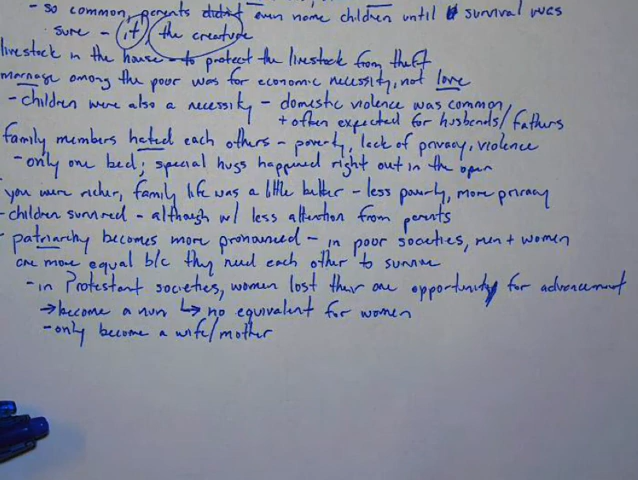 - so common, parents didn't even name children until survival was
sure - "it", "the creature"
livestock in the house - to protect the livestock from theft
marriage among the poor was for economic necessity, not love
- children were also a necessity - domestic violence was common
+ often expected for husbands/fathers
family members hated each others - poverty, lack of privacy, violence
- only one bed; special hugs happened right out in the open
you were richer, family life was a little better - less poverty, more privacy
- children survived - although w/ less attention from parents
- patriarchy becomes more pronounced - in poor societies, men + women
are more equal b/c they need each other to survive
- in Protestant societies, women lost their one opportunity for advancement
→ become a nun ↳ no equivalent for women
- only become a wife/mother